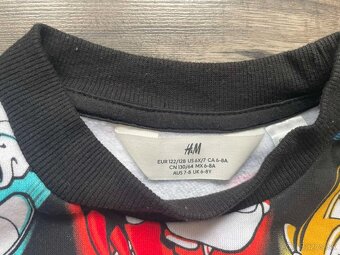 H&M
EUR 122/128 US 6X/7 CA 6-8A
CN 130/64 MX 6-8A
AUS 7-8 UK 6-8Y